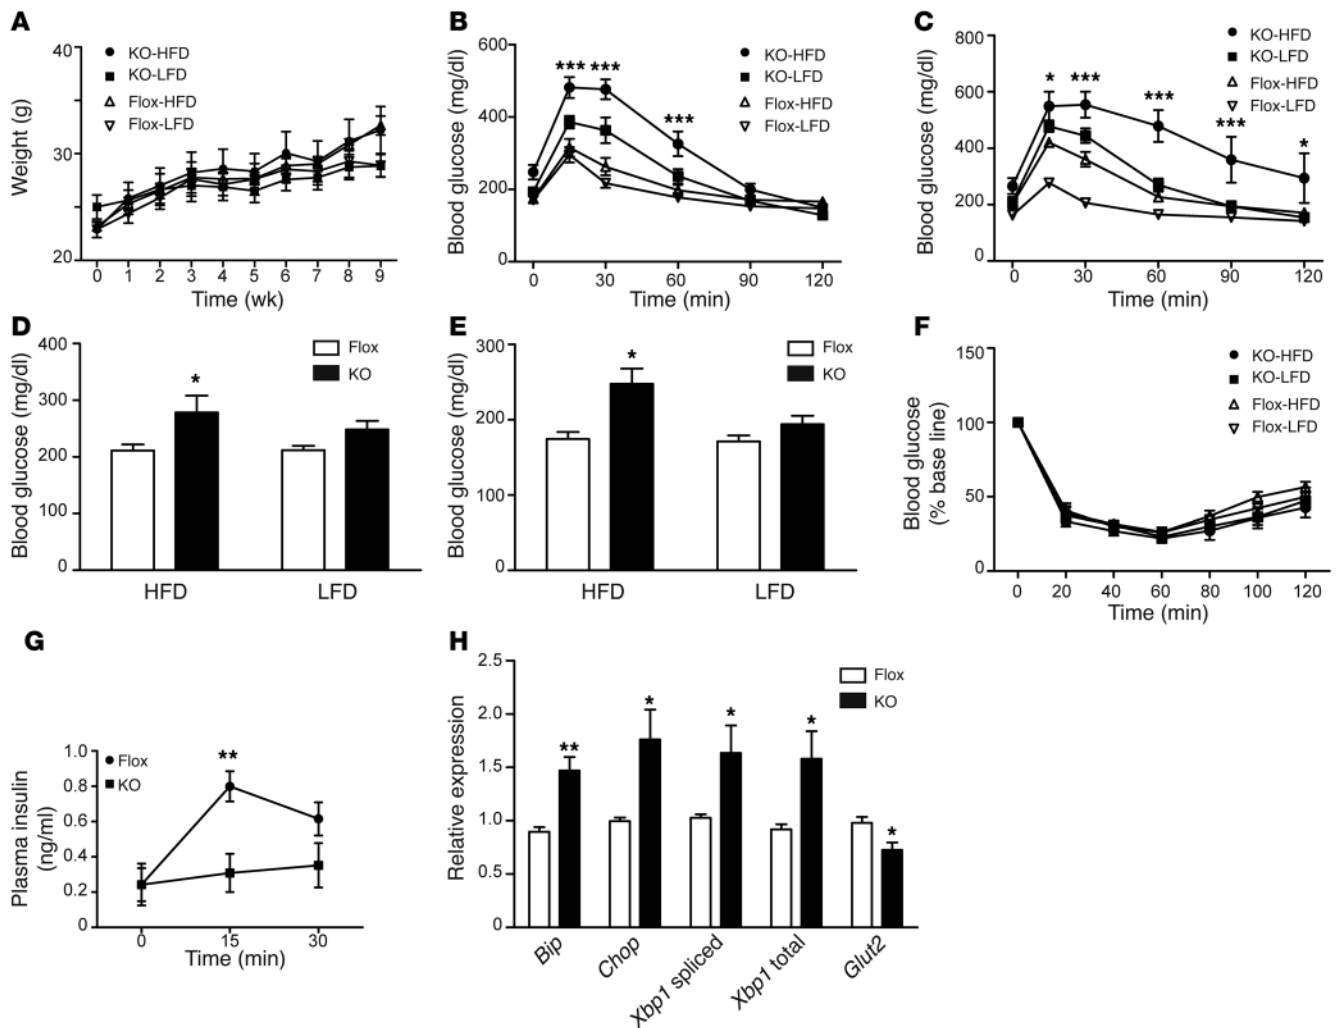 A
Weight (g)
40
30
20
KO-HFD
KO-LFD
Flox-HFD
Flox-LFD
0 1 2 3 4 5 6 7 8 9
Time (wk)
B
Blood glucose (mg/dl)
600
400
200
0
*** *** ***
KO-HFD
KO-LFD
Flox-HFD
Flox-LFD
0 30 60 90 120
Time (min)
C
Blood glucose (mg/dl)
800
600
400
200
0
* *** *** *** *
KO-HFD
KO-LFD
Flox-HFD
Flox-LFD
0 30 60 90 120
Time (min)
D
Blood glucose (mg/dl)
400
300
200
100
0
*
Flox
KO
HFD LFD
E
Blood glucose (mg/dl)
300
200
100
0
*
Flox
KO
HFD LFD
F
Blood glucose
(% base line)
150
100
50
0
KO-HFD
KO-LFD
Flox-HFD
Flox-LFD
0 20 40 60 80 100 120
Time (min)
G
Plasma insulin
(ng/ml)
1.0
0.8
0.6
0.4
0.2
0
Flox
KO
**
0 15 30
Time (min)
H
Relative expression
2.5
2.0
1.5
1.0
0.5
0
** * * * *
Flox
KO
Bip
Chop
Xbp1 spliced
Xbp1 total
Glut2